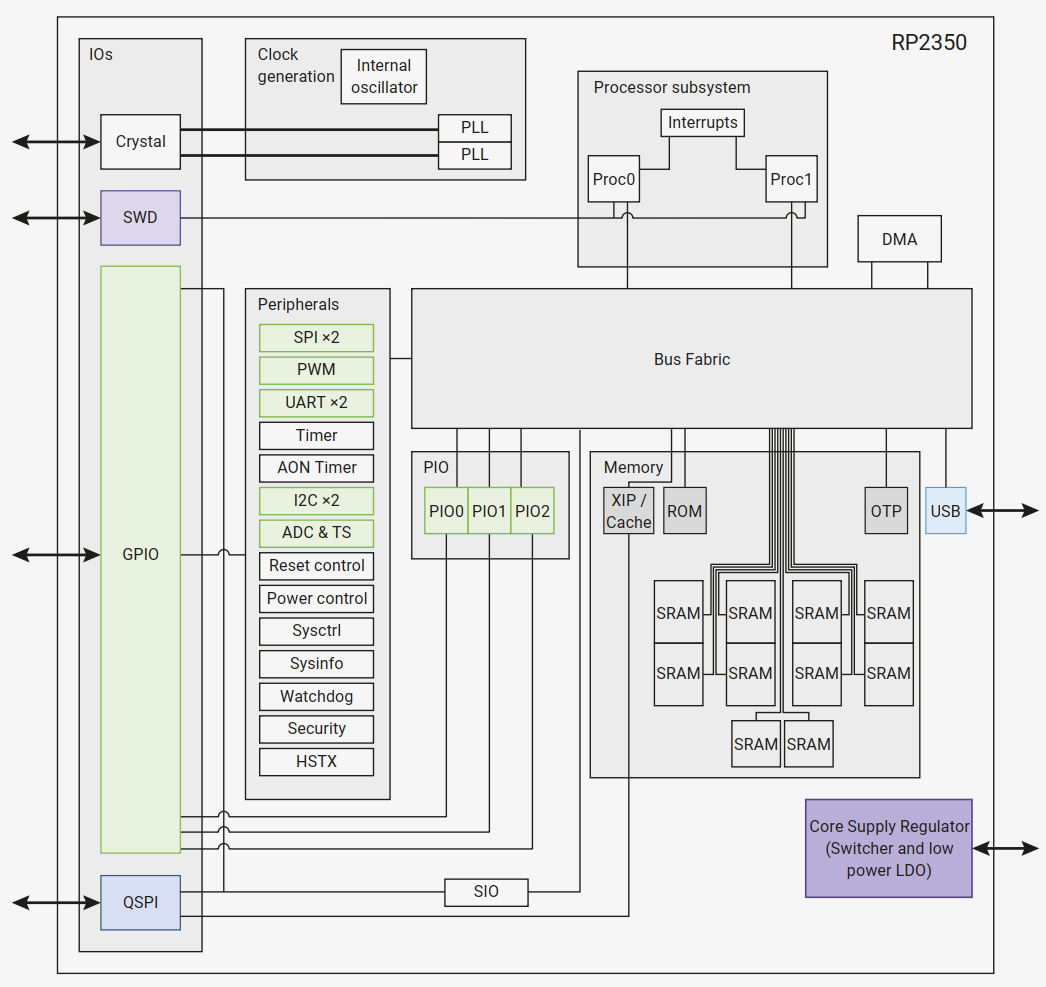 RP2350
IOs
Clock
generation
Internal
oscillator
Crystal
PLL
PLL
Processor subsystem
Interrupts
Proc0
Proc1
SWD
DMA
Peripherals
SPI ×2
PWM
UART ×2
Timer
AON Timer
I2C ×2
ADC & TS
Reset control
Power control
Sysctrl
Sysinfo
Watchdog
Security
HSTX
Bus Fabric
GPIO
PIO
PIO0
PIO1
PIO2
Memory
XIP /
Cache
ROM
OTP
USB
SRAM
SRAM
SRAM
SRAM
SRAM
SRAM
SRAM
SRAM
SRAM
SRAM
Core Supply Regulator
(Switcher and low
power LDO)
QSPI
SIO